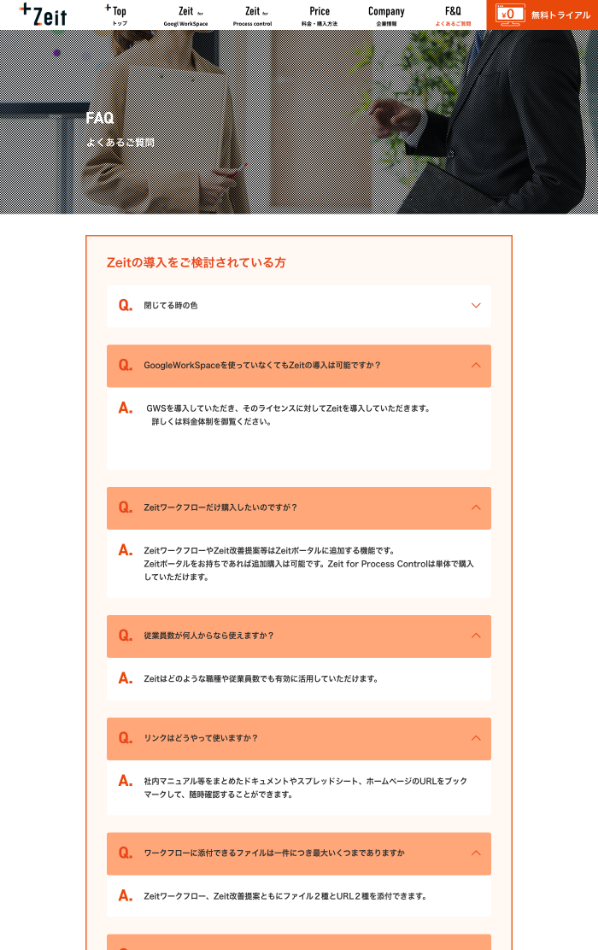 Zeit
Top
トップ
Zeit for
Googl WorkSpace
Zeit for
Process control
Price
料金・購入方法
Company
企業情報
F&Q
よくあるご質問
¥0
無料トライアル
FAQ
よくあるご質問
Zeitの導入をご検討されている方
Q. 閉じてる時の色
Q. GoogleWorkSpaceを使っていなくてもZeitの導入は可能ですか？
A. GWSを導入していただき、そのライセンスに対してZeitを導入していただきます。
詳しくは料金体制を御覧ください。
Q. Zeitワークフローだけ購入したいのですが？
A. ZeitワークフローやZeit改善提案等はZeitポータルに追加する機能です。
Zeitポータルをお持ちであれば追加購入は可能です。Zeit for Process Controlは単体で購入
していただけます。
Q. 従業員数が何人からなら使えますか？
A. Zeitはどのような職種や従業員数でも有効に活用していただけます。
Q. リンクはどうやって使いますか？
A. 社内マニュアル等をまとめたドキュメントやスプレッドシート、ホームページのURLをブック
マークして、随時確認することができます。
Q. ワークフローに添付できるファイルは一件につき最大いくつまでありますか
A. Zeitワークフロー、Zeit改善提案ともにファイル２種とURL２種を添付できます。